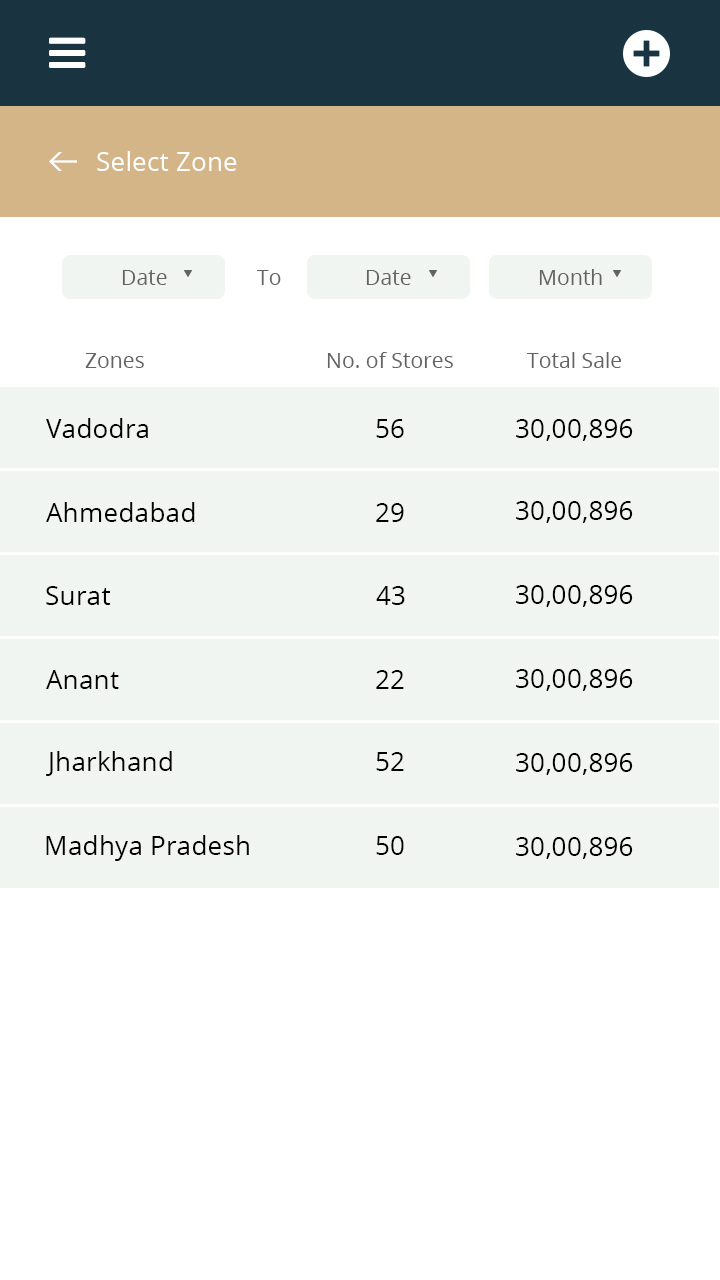 Select Zone
Date To Date Month
Zones No. of Stores Total Sale
Vadodra 56 30,00,896
Ahmedabad 29 30,00,896
Surat 43 30,00,896
Anant 22 30,00,896
Jharkhand 52 30,00,896
Madhya Pradesh 50 30,00,896